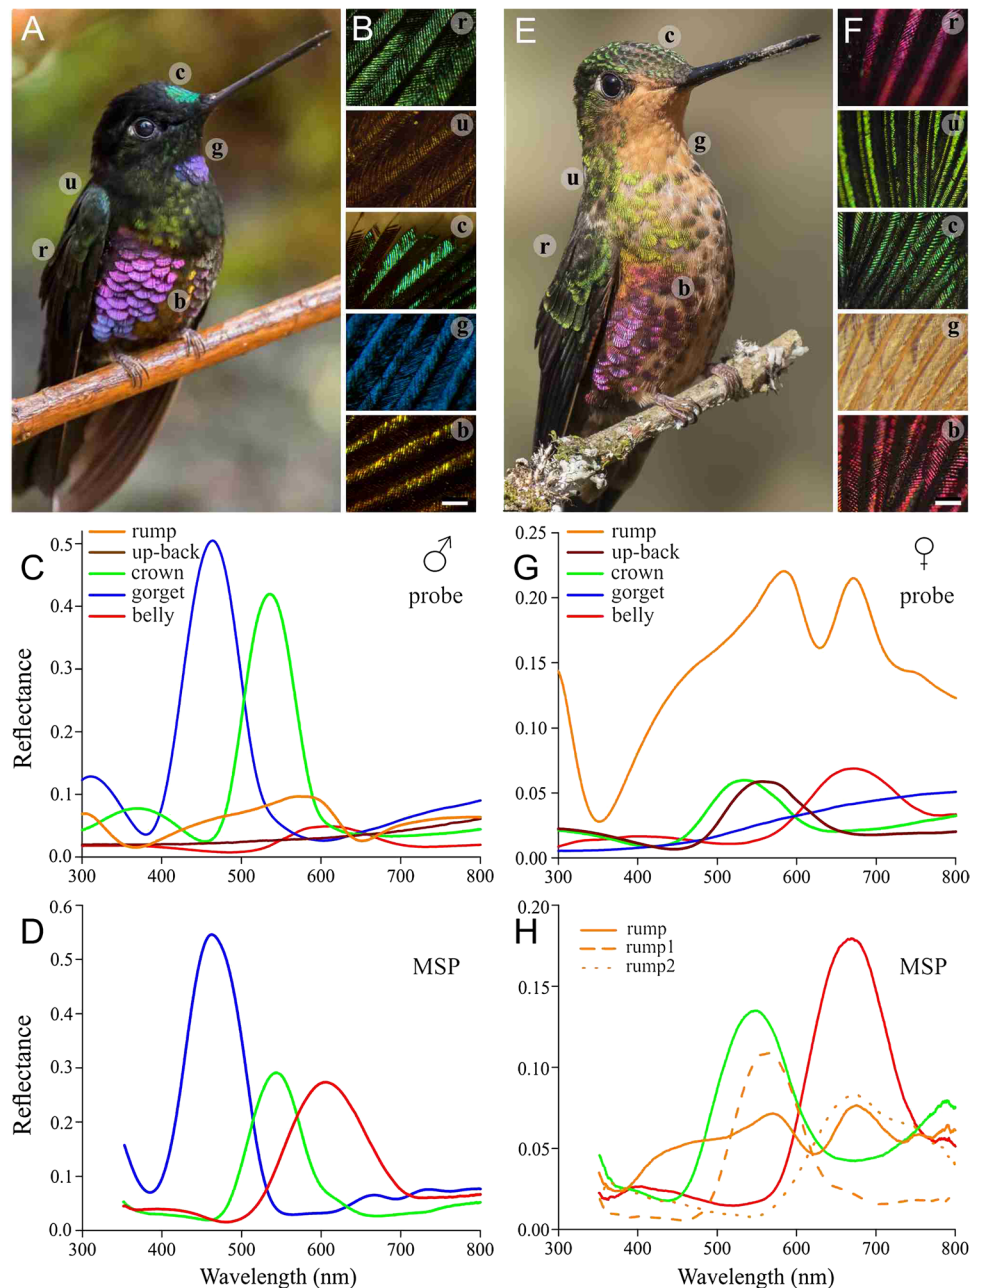 A
c
g
u
r
b
B
r
u
c
g
b
E
c
g
u
r
b
F
r
u
c
g
b
C
rump
up-back
crown
gorget
belly
♂
probe
0.5
0.4
0.3
0.2
0.1
0.0
Reflectance
300 400 500 600 700 800
G
rump
up-back
crown
gorget
belly
♀
probe
0.25
0.20
0.15
0.10
0.05
0.00
300 400 500 600 700 800
D
MSP
0.6
0.5
0.4
0.3
0.2
0.1
0.0
Reflectance
300 400 500 600 700 800
Wavelength (nm)
H
rump
rump1
rump2
MSP
0.20
0.15
0.10
0.05
0.00
300 400 500 600 700 800
Wavelength (nm)